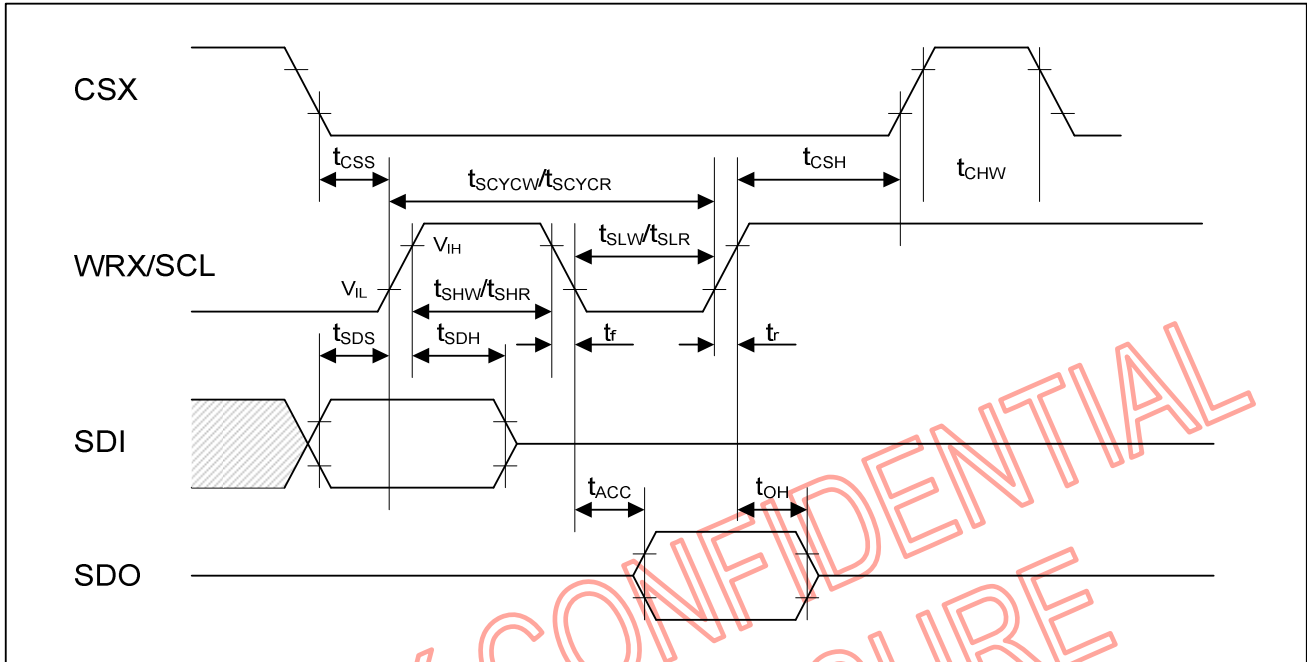 CSX
tCSS
tSCYCW/tSCYCR
tCSH
tCHW
WRX/SCL
VIH
VIL
tSLW/tSLR
tSHW/tSHR
tSDS
tSDH
tf
tr
SDI
tACC
tOH
SDO
CONFIDENTIAL